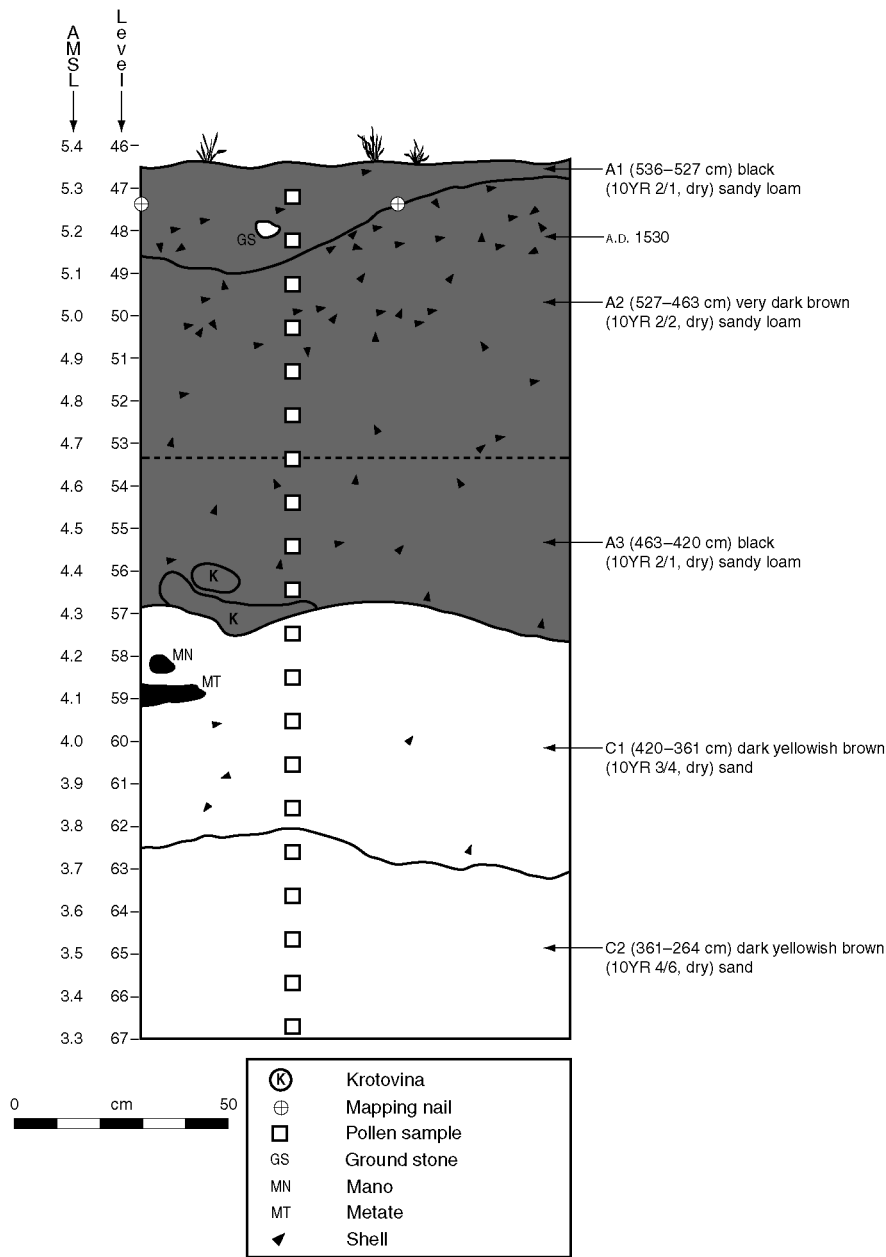 AMSL
Level
5.4 46
5.3 47
5.2 48
5.1 49
5.0 50
4.9 51
4.8 52
4.7 53
4.6 54
4.5 55
4.4 56
4.3 57
4.2 58
4.1 59
4.0 60
3.9 61
3.8 62
3.7 63
3.6 64
3.5 65
3.4 66
3.3 67
GS
K
K
MN
MT
A1 (536–527 cm) black
(10YR 2/1, dry) sandy loam
A.D. 1530
A2 (527–463 cm) very dark brown
(10YR 2/2, dry) sandy loam
A3 (463–420 cm) black
(10YR 2/1, dry) sandy loam
C1 (420–361 cm) dark yellowish brown
(10YR 3/4, dry) sand
C2 (361–264 cm) dark yellowish brown
(10YR 4/6, dry) sand
0 cm 50
K Krotovina
Mapping nail
Pollen sample
GS Ground stone
MN Mano
MT Metate
Shell